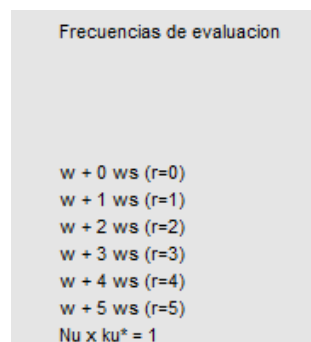 Frecuencias de evaluacion
w + 0 ws (r=0)
w + 1 ws (r=1)
w + 2 ws (r=2)
w + 3 ws (r=3)
w + 4 ws (r=4)
w + 5 ws (r=5)
Nu x ku* = 1